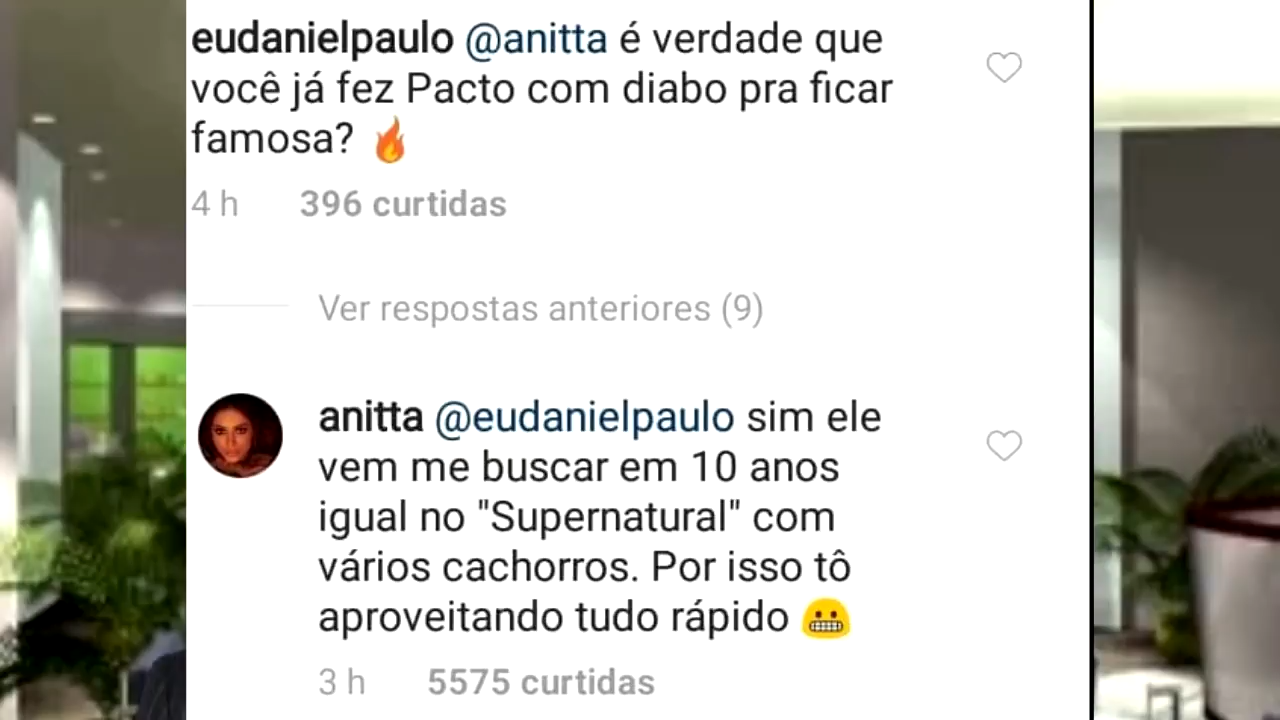 eudanielpaulo @anitta é verdade que
você já fez Pacto com diabo pra ficar
famosa? 🔥
4 h 396 curtidas
Ver respostas anteriores (9)
anitta @eudanielpaulo sim ele
vem me buscar em 10 anos
igual no "Supernatural" com
vários cachorros. Por isso tô
aproveitando tudo rápido 😬
3 h 5575 curtidas